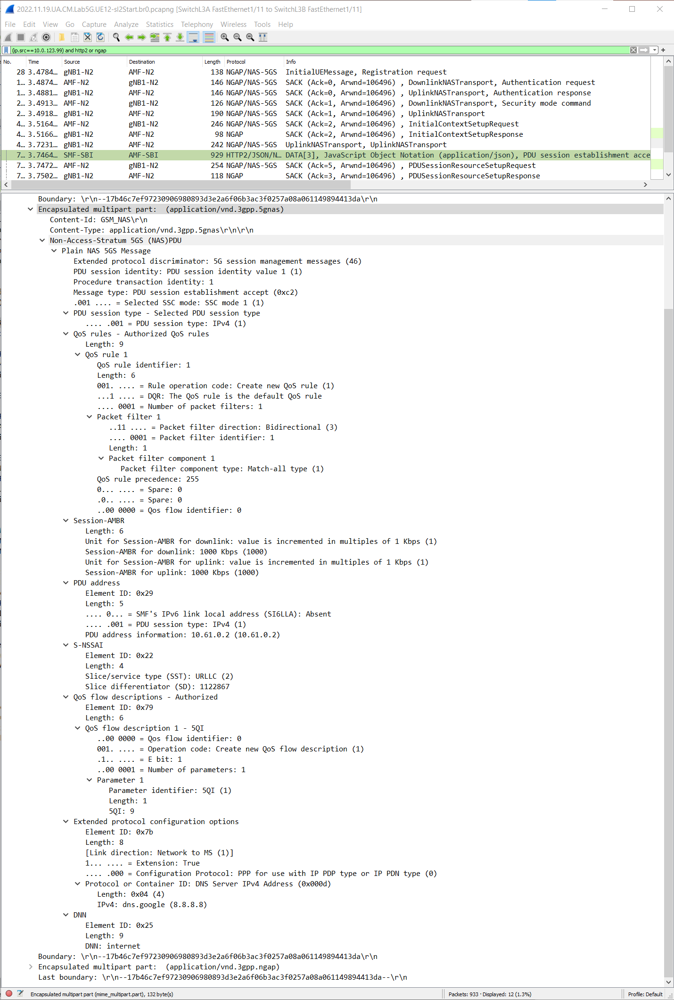 2022.11.19.UA.CM.Lab5G.UE12-sl2Start.br0.pcapng [SwitchL3A FastEthernet1/11 to SwitchL3B FastEthernet1/11]
File Edit View Go Capture Analyze Statistics Telephony Wireless Tools Help
(ip.src==10.0.123.99) and http2 or ngap
No. Time Source Destination Length Protocol Info
28 3.4784… gNB1-N2 AMF-N2 138 NGAP/NAS-5GS InitialUEMessage, Registration request
1… 3.4874… AMF-N2 gNB1-N2 146 NGAP/NAS-5GS SACK (Ack=0, Arwnd=106496) , DownlinkNASTransport, Authentication request
1… 3.4881… gNB1-N2 AMF-N2 146 NGAP/NAS-5GS SACK (Ack=0, Arwnd=106496) , UplinkNASTransport, Authentication response
2… 3.4913… AMF-N2 gNB1-N2 126 NGAP/NAS-5GS SACK (Ack=1, Arwnd=106496) , DownlinkNASTransport, Security mode command
2… 3.4918… gNB1-N2 AMF-N2 190 NGAP/NAS-5GS SACK (Ack=1, Arwnd=106496) , UplinkNASTransport
4… 3.5164… AMF-N2 gNB1-N2 246 NGAP/NAS-5GS SACK (Ack=2, Arwnd=106496) , InitialContextSetupRequest
4… 3.5166… gNB1-N2 AMF-N2 98 NGAP SACK (Ack=2, Arwnd=106496) , InitialContextSetupResponse
4… 3.7231… gNB1-N2 AMF-N2 242 NGAP/NAS-5GS UplinkNASTransport, UplinkNASTransport
7… 3.7464… SMF-SBI AMF-SBI 929 HTTP2/JSON/N… DATA[3], JavaScript Object Notation (application/json), PDU session establishment acce
7… 3.7472… AMF-N2 gNB1-N2 254 NGAP/NAS-5GS SACK (Ack=5, Arwnd=106496) , PDUSessionResourceSetupRequest
7… 3.7502… gNB1-N2 AMF-N2 118 NGAP SACK (Ack=3, Arwnd=106496) , PDUSessionResourceSetupResponse
Boundary: \r\n--17b46c7ef97230906980893d3e2a6f06b3ac3f0257a08a061149894413da\r\n
Encapsulated multipart part:  (application/vnd.3gpp.5gnas)
Content-Id: GSM_NAS\r\n
Content-Type: application/vnd.3gpp.5gnas\r\n\r\n
Non-Access-Stratum 5GS (NAS)PDU
Plain NAS 5GS Message
Extended protocol discriminator: 5G session management messages (46)
PDU session identity: PDU session identity value 1 (1)
Procedure transaction identity: 1
Message type: PDU session establishment accept (0xc2)
.001 .... = Selected SSC mode: SSC mode 1 (1)
PDU session type - Selected PDU session type
.... .001 = PDU session type: IPv4 (1)
QoS rules - Authorized QoS rules
Length: 9
QoS rule 1
QoS rule identifier: 1
Length: 6
001. .... = Rule operation code: Create new QoS rule (1)
...1 .... = DQR: The QoS rule is the default QoS rule
.... 0001 = Number of packet filters: 1
Packet filter 1
..11 .... = Packet filter direction: Bidirectional (3)
.... 0001 = Packet filter identifier: 1
Length: 1
Packet filter component 1
Packet filter component type: Match-all type (1)
QoS rule precedence: 255
0... .... = Spare: 0
.0.. .... = Spare: 0
..00 0000 = Qos flow identifier: 0
Session-AMBR
Length: 6
Unit for Session-AMBR for downlink: value is incremented in multiples of 1 Kbps (1)
Session-AMBR for downlink: 1000 Kbps (1000)
Unit for Session-AMBR for uplink: value is incremented in multiples of 1 Kbps (1)
Session-AMBR for uplink: 1000 Kbps (1000)
PDU address
Element ID: 0x29
Length: 5
.... 0... = SMF's IPv6 link local address (SI6LLA): Absent
.... .001 = PDU session type: IPv4 (1)
PDU address information: 10.61.0.2 (10.61.0.2)
S-NSSAI
Element ID: 0x22
Length: 4
Slice/service type (SST): URLLC (2)
Slice differentiator (SD): 1122867
QoS flow descriptions - Authorized
Element ID: 0x79
Length: 6
QoS flow description 1 - 5QI
..00 0000 = Qos flow identifier: 0
001. .... = Operation code: Create new QoS flow description (1)
.1.. .... = E bit: 1
..00 0001 = Number of parameters: 1
Parameter 1
Parameter identifier: 5QI (1)
Length: 1
5QI: 9
Extended protocol configuration options
Element ID: 0x7b
Length: 8
[Link direction: Network to MS (1)]
1... .... = Extension: True
.... .000 = Configuration Protocol: PPP for use with IP PDP type or IP PDN type (0)
Protocol or Container ID: DNS Server IPv4 Address (0x000d)
Length: 0x04 (4)
IPv4: dns.google (8.8.8.8)
DNN
Element ID: 0x25
Length: 9
DNN: internet
Boundary: \r\n--17b46c7ef97230906980893d3e2a6f06b3ac3f0257a08a061149894413da\r\n
Encapsulated multipart part:  (application/vnd.3gpp.ngap)
Last boundary: \r\n--17b46c7ef97230906980893d3e2a6f06b3ac3f0257a08a061149894413da--\r\n
Encapsulated multipart part (mime_multipart.part), 132 byte(s) Packets: 933 · Displayed: 12 (1.3%) Profile: Default